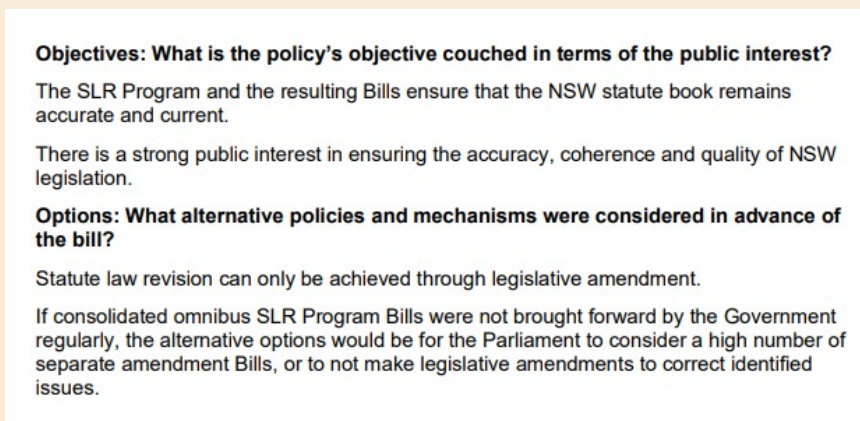 Objectives: What is the policy's objective couched in terms of the public interest?
The SLR Program and the resulting Bills ensure that the NSW statute book remains
accurate and current.
There is a strong public interest in ensuring the accuracy, coherence and quality of NSW
legislation.
Options: What alternative policies and mechanisms were considered in advance of
the bill?
Statute law revision can only be achieved through legislative amendment.
If consolidated omnibus SLR Program Bills were not brought forward by the Government
regularly, the alternative options would be for the Parliament to consider a high number of
separate amendment Bills, or to not make legislative amendments to correct identified
issues.